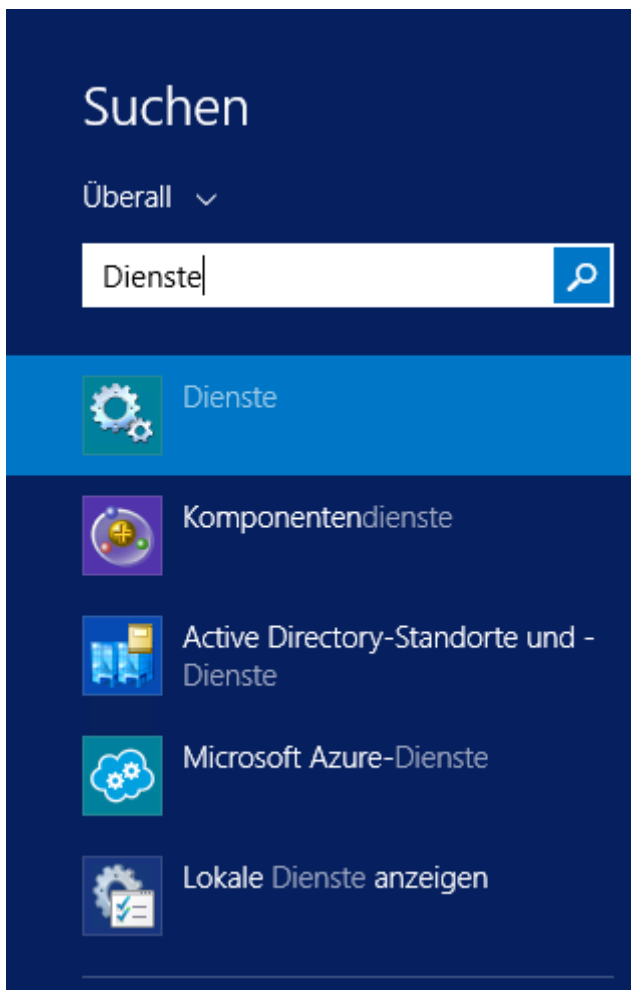 Suchen
Überall
Dienste
Dienste
Komponentendienste
Active Directory-Standorte und -
Dienste
Microsoft Azure-Dienste
Lokale Dienste anzeigen